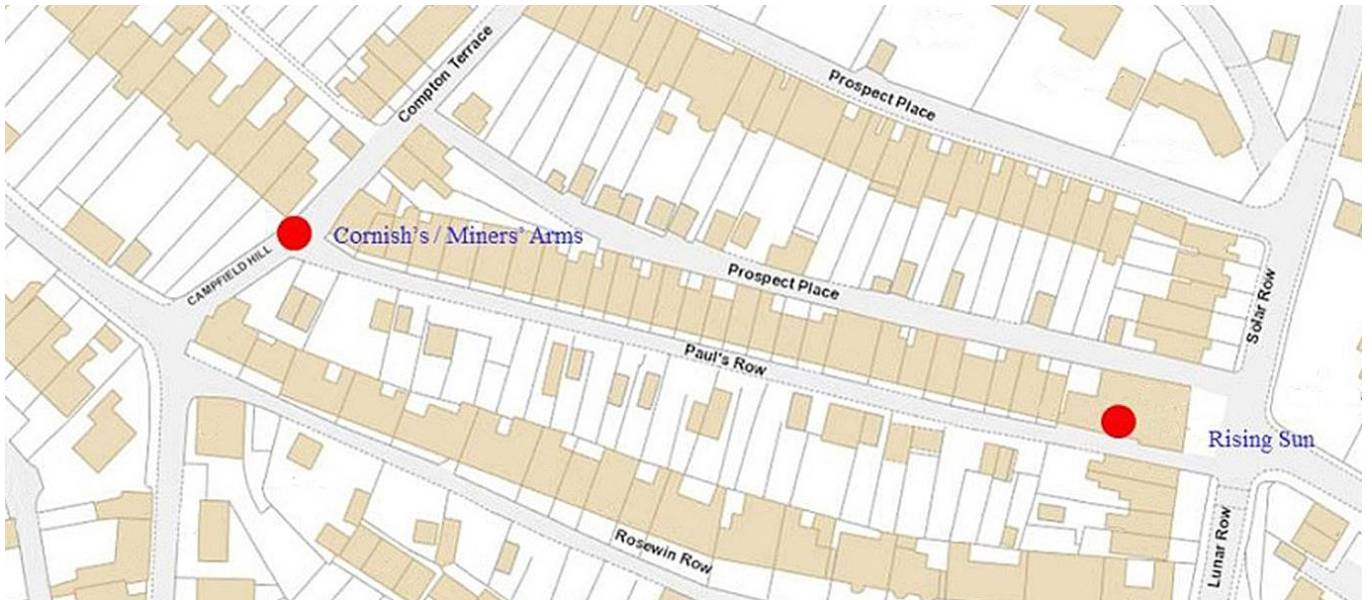 Compton Terrace
Prospect Place
Cornish's / Miners' Arms
CAMPFIELD HILL
Prospect Place
Solar Row
Paul's Row
Rising Sun
Rosewin Row
Lunar Row